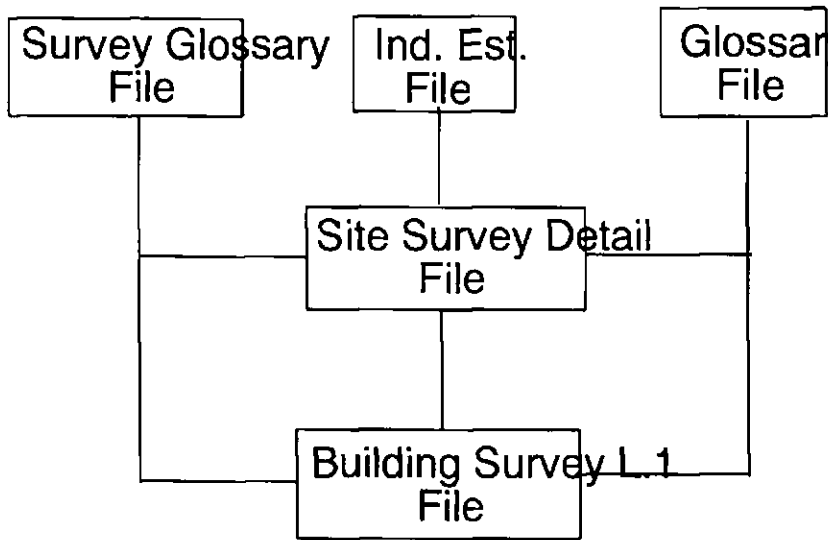 Survey Glossary
File
Ind. Est.
File
Glossar
File
Site Survey Detail
File
Building Survey L.1
File